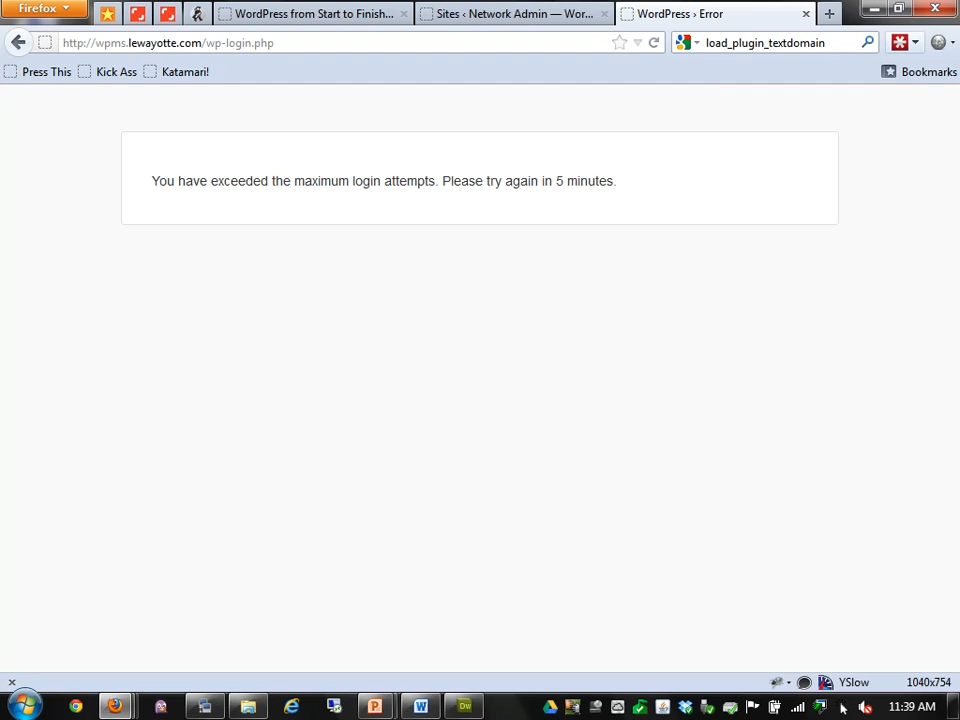 Firefox
WordPress from Start to Finish...
Sites ‹ Network Admin — Wor...
WordPress › Error
http://wpms.lewayotte.com/wp-login.php
load_plugin_textdomain
Press This
Kick Ass
Katamari!
Bookmarks
You have exceeded the maximum login attempts. Please try again in 5 minutes.
YSlow
1040x754
P
W
Dw
11:39 AM